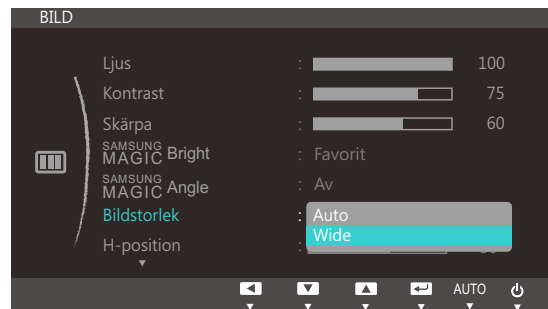 BILD
Ljus : 100
Kontrast : 75
Skärpa : 60
SAMSUNG MAGIC Bright : Favorit
SAMSUNG MAGIC Angle : Av
Bildstorlek : Auto
Wide
H-position :
AUTO